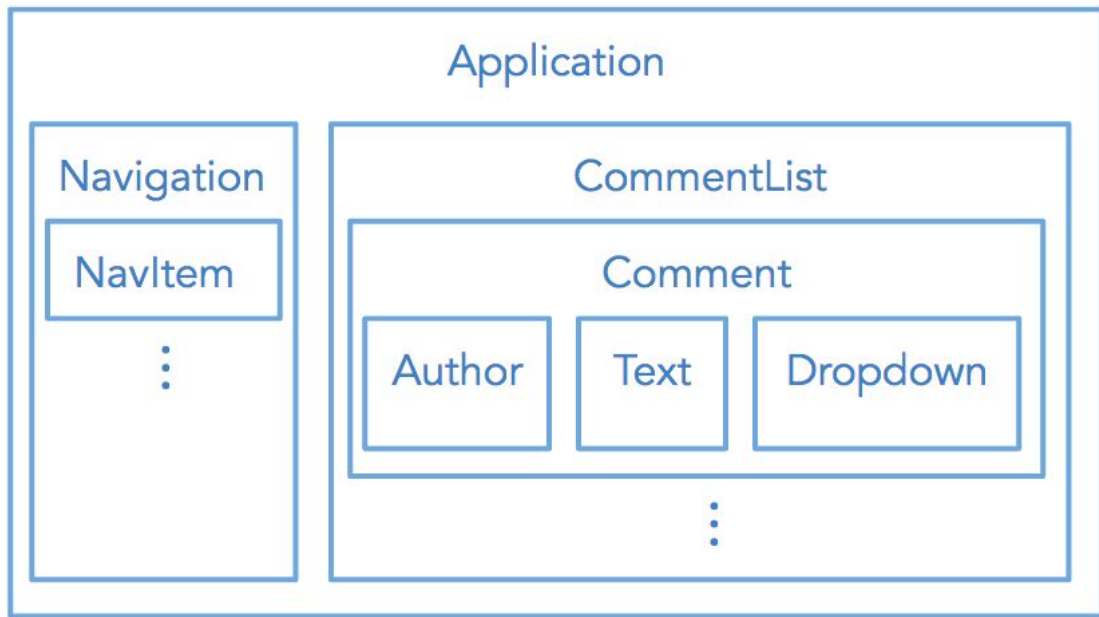 Application
Navigation
NavItem
CommentList
Comment
Author
Text
Dropdown